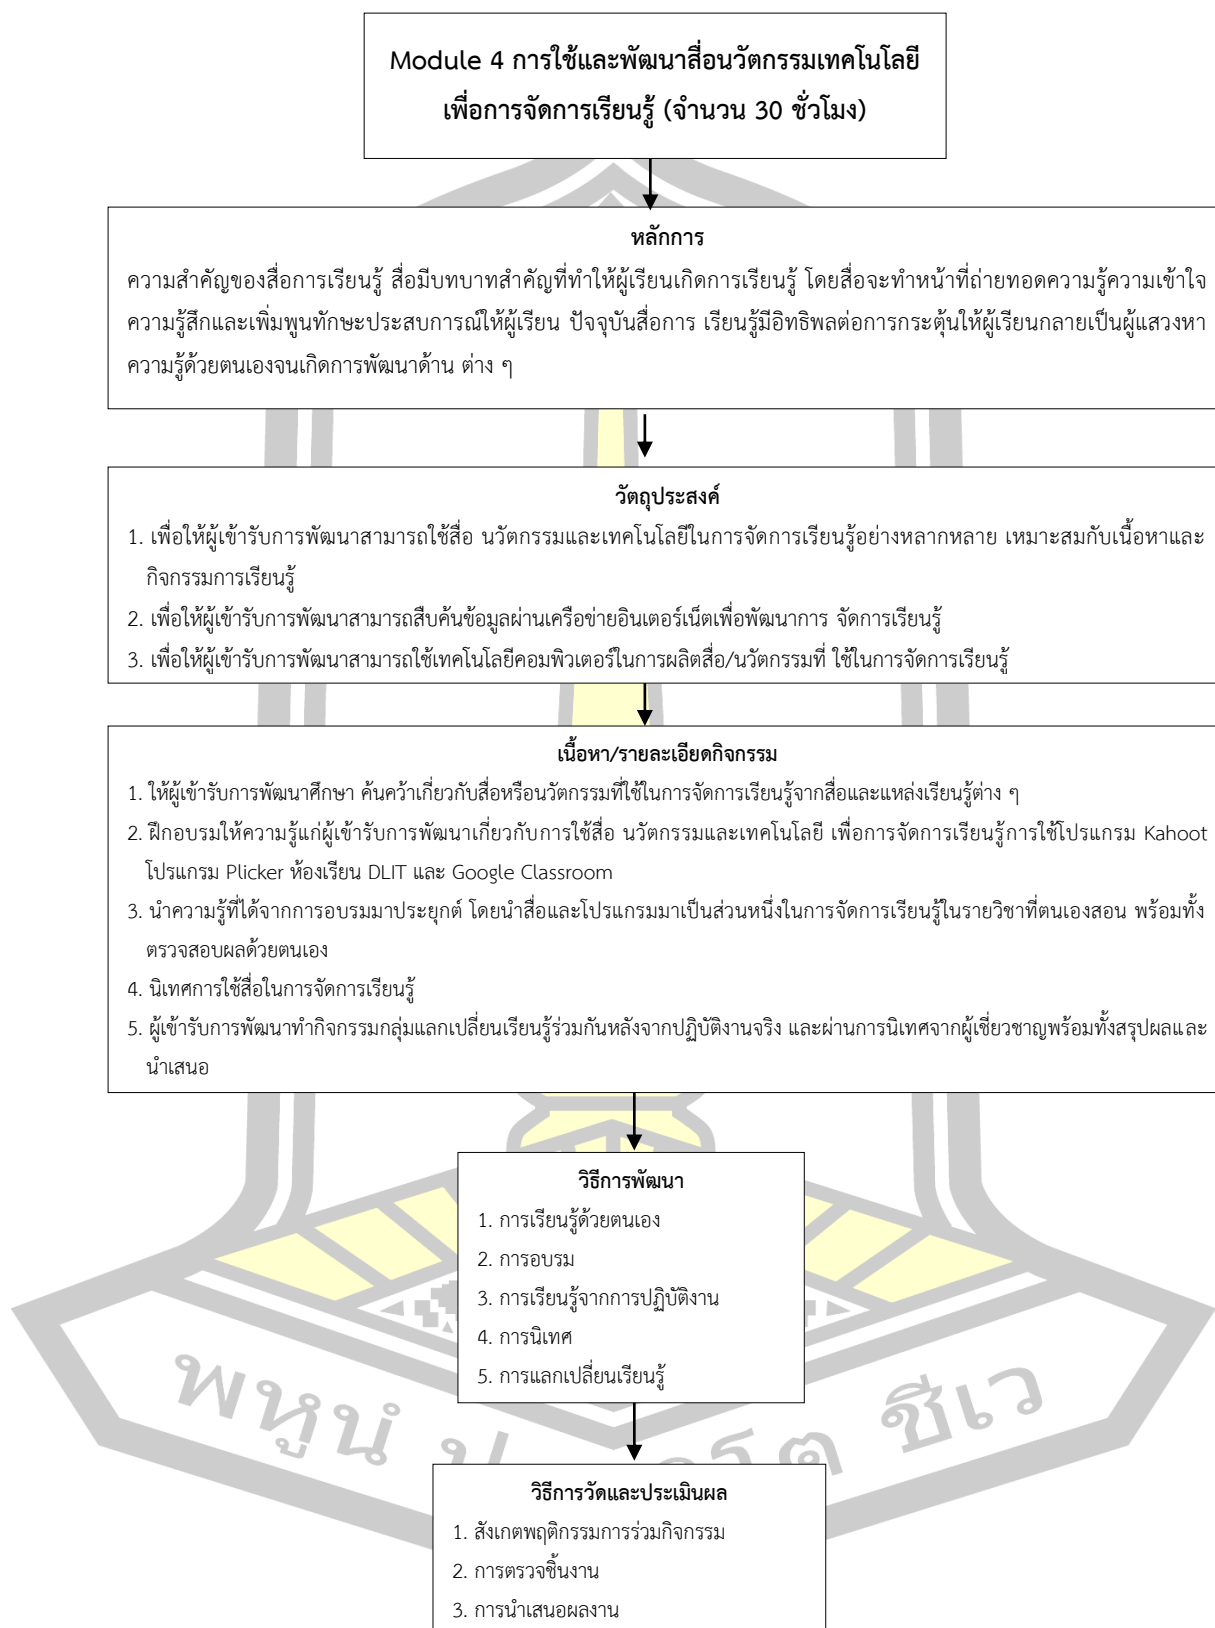 Module 4 การใช้และพัฒนาสื่อนวัตกรรมเทคโนโลยี
เพื่อการจัดการเรียนรู้ (จำนวน 30 ชั่วโมง)
หลักการ
ความสำคัญของสื่อการเรียนรู้ สื่อมีบทบาทสำคัญที่ทำให้ผู้เรียนเกิดการเรียนรู้ โดยสื่อจะทำหน้าที่ถ่ายทอดความรู้ความเข้าใจ
ความรู้สึกและเพิ่มพูนทักษะประสบการณ์ให้ผู้เรียน ปัจจุบันสื่อการ เรียนรู้มีอิทธิพลต่อการกระตุ้นให้ผู้เรียนกลายเป็นผู้แสวงหา
ความรู้ด้วยตนเองจนเกิดการพัฒนาด้าน ต่าง ๆ
วัตถุประสงค์
1. เพื่อให้ผู้เข้ารับการพัฒนาสามารถใช้สื่อ นวัตกรรมและเทคโนโลยีในการจัดการเรียนรู้อย่างหลากหลาย เหมาะสมกับเนื้อหาและ
กิจกรรมการเรียนรู้
2. เพื่อให้ผู้เข้ารับการพัฒนาสามารถสืบค้นข้อมูลผ่านเครือข่ายอินเตอร์เน็ตเพื่อพัฒนาการ จัดการเรียนรู้
3. เพื่อให้ผู้เข้ารับการพัฒนาสามารถใช้เทคโนโลยีคอมพิวเตอร์ในการผลิตสื่อ/นวัตกรรมที่ ใช้ในการจัดการเรียนรู้
เนื้อหา/รายละเอียดกิจกรรม
1. ให้ผู้เข้ารับการพัฒนาศึกษา ค้นคว้าเกี่ยวกับสื่อหรือนวัตกรรมที่ใช้ในการจัดการเรียนรู้จากสื่อและแหล่งเรียนรู้ต่าง ๆ
2. ฝึกอบรมให้ความรู้แก่ผู้เข้ารับการพัฒนาเกี่ยวกับการใช้สื่อ นวัตกรรมและเทคโนโลยี เพื่อการจัดการเรียนรู้การใช้โปรแกรม Kahoot
โปรแกรม Plicker ห้องเรียน DLIT และ Google Classroom
3. นำความรู้ที่ได้จากการอบรมมาประยุกต์ โดยนำสื่อและโปรแกรมมาเป็นส่วนหนึ่งในการจัดการเรียนรู้ในรายวิชาที่ตนเองสอน พร้อมทั้ง
ตรวจสอบผลด้วยตนเอง
4. นิเทศการใช้สื่อในการจัดการเรียนรู้
5. ผู้เข้ารับการพัฒนาทำกิจกรรมกลุ่มแลกเปลี่ยนเรียนรู้ร่วมกันหลังจากปฏิบัติงานจริง และผ่านการนิเทศจากผู้เชี่ยวชาญพร้อมทั้งสรุปผลและ
นำเสนอ
วิธีการพัฒนา
1. การเรียนรู้ด้วยตนเอง
2. การอบรม
3. การเรียนรู้จากการปฏิบัติงาน
4. การนิเทศ
5. การแลกเปลี่ยนเรียนรู้
พหูนํ
ชีเว
วิธีการวัดและประเมินผล
1. สังเกตพฤติกรรมการร่วมกิจกรรม
2. การตรวจชิ้นงาน
3. การนำเสนอผลงาน